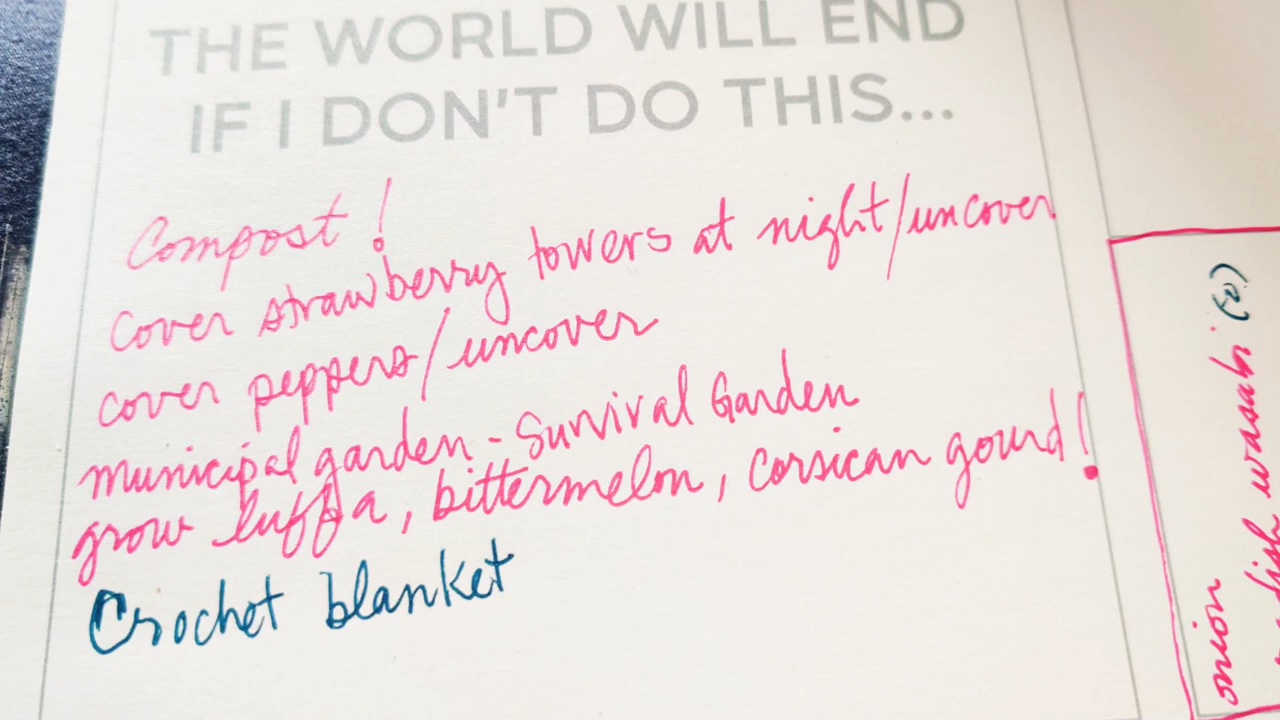 THE WORLD WILL END
IF I DON'T DO THIS...
Compost!
cover strawberry towers at night/uncover
cover peppers/uncover
municipal garden - Survival Garden
grow luffa, bittermelon, corsican gourd!
Crochet blanket
onion
wasabi (50)